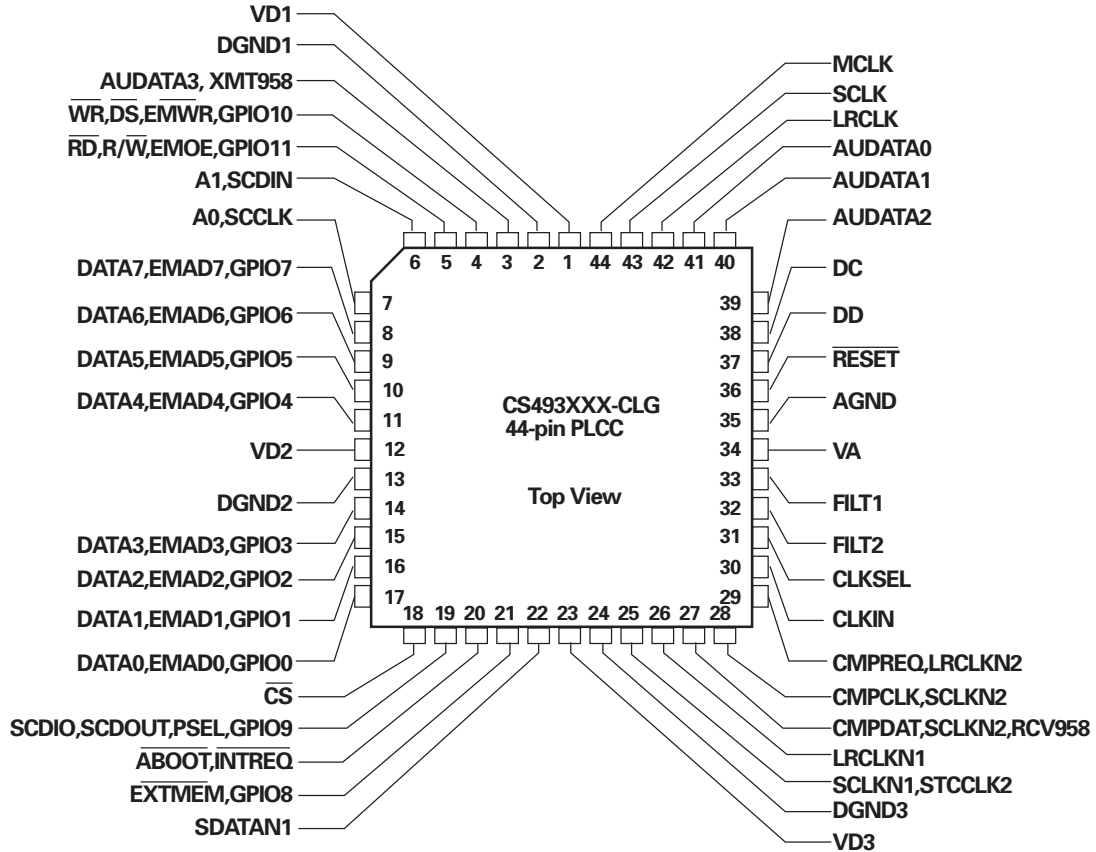 VD1
DGND1
AUDATA3, XMT958
WR,DS,EMWR,GPIO10
RD,R/W,EMOE,GPIO11
A1,SCDIN
A0,SCCLK
DATA7,EMAD7,GPIO7
DATA6,EMAD6,GPIO6
DATA5,EMAD5,GPIO5
DATA4,EMAD4,GPIO4
VD2
DGND2
DATA3,EMAD3,GPIO3
DATA2,EMAD2,GPIO2
DATA1,EMAD1,GPIO1
DATA0,EMAD0,GPIO0
CS
SCDIO,SCDOUT,PSEL,GPIO9
ABOOT,INTREQ
EXTMEM,GPIO8
SDATAN1
6 5 4 3 2 1 44 43 42 41 40
7
8
9
10
11
12
13
14
15
16
17
CS493XXX-CLG
44-pin PLCC
Top View
39
38
37
36
35
34
33
32
31
30
29
18 19 20 21 22 23 24 25 26 27 28
MCLK
SCLK
LRCLK
AUDATA0
AUDATA1
AUDATA2
DC
DD
RESET
AGND
VA
FILT1
FILT2
CLKSEL
CLKIN
CMPREQ,LRCLKN2
CMPCLK,SCLKN2
CMPDAT,SCLKN2,RCV958
LRCLKN1
SCLKN1,STCCLK2
DGND3
VD3